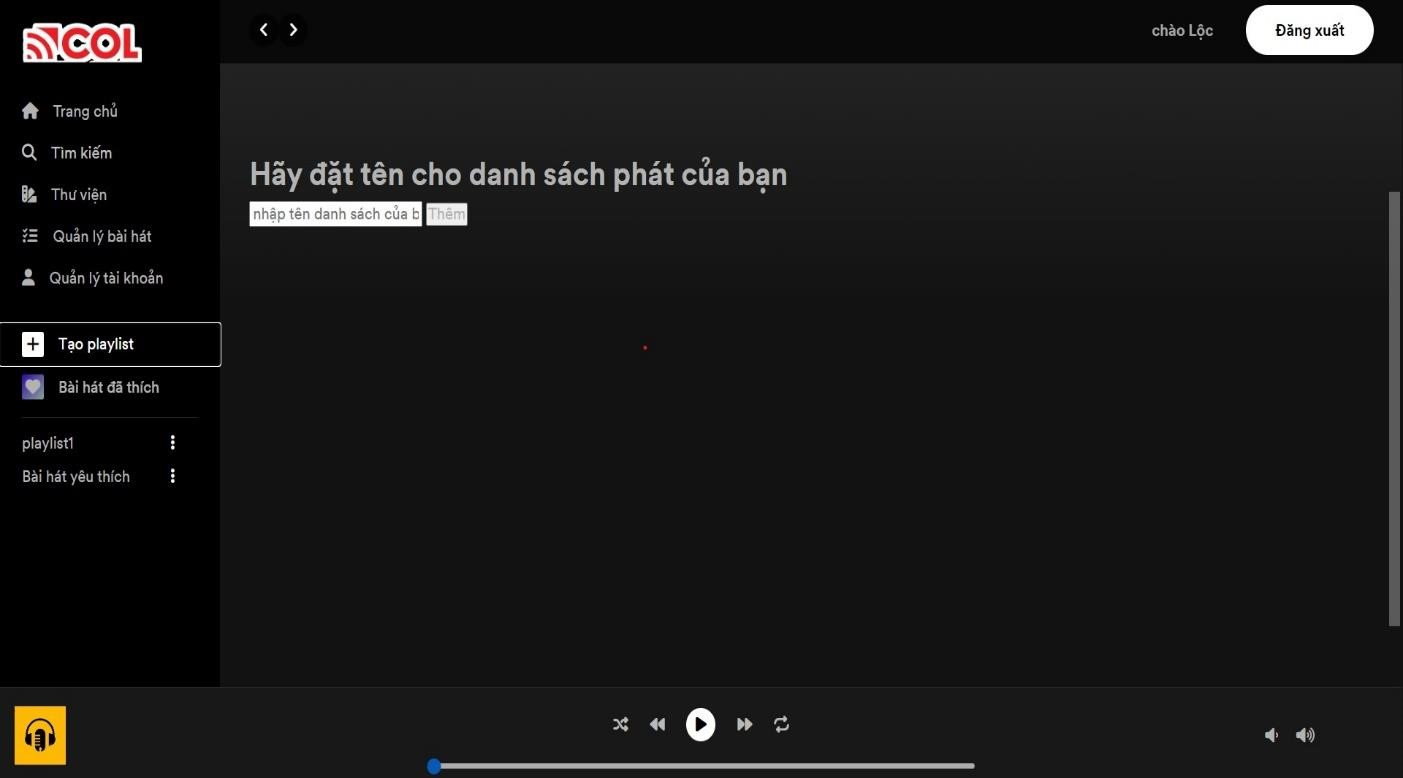 COL
chào Lộc
Đăng xuất
Trang chủ
Tìm kiếm
Thư viện
Quản lý bài hát
Quản lý tài khoản
Tạo playlist
Bài hát đã thích
playlist1
Bài hát yêu thích
Hãy đặt tên cho danh sách phát của bạn
nhập tên danh sách của b
Thêm